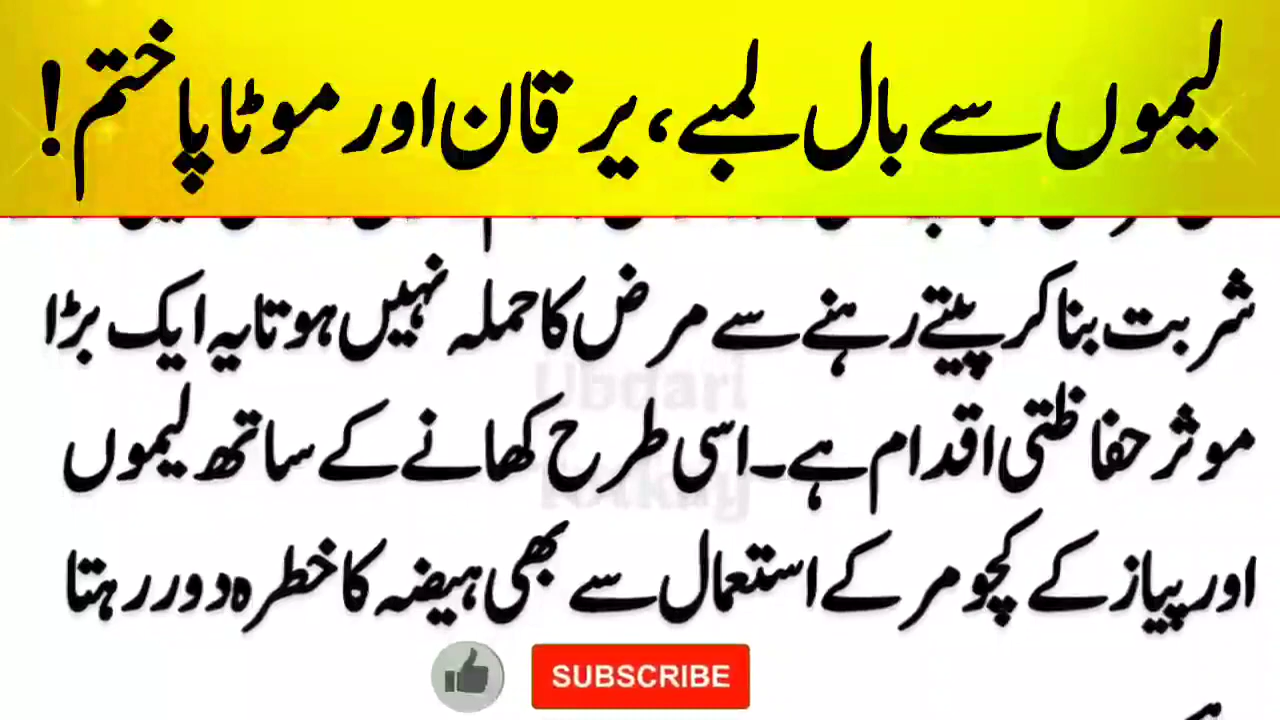 لیموں سے بال لمبے، یرقان اور موٹاپا ختم!
شربت بنا کر پیتے رہنے سے مرض کا حملہ نہیں ہوتا یہ ایک بڑا
موثر حفاظتی اقدام ہے۔ اسی طرح کھانے کے ساتھ لیموں
اور پیاز کے کچومر کے استعمال سے بھی ہیضہ کا خطرہ دور رہتا
SUBSCRIBE